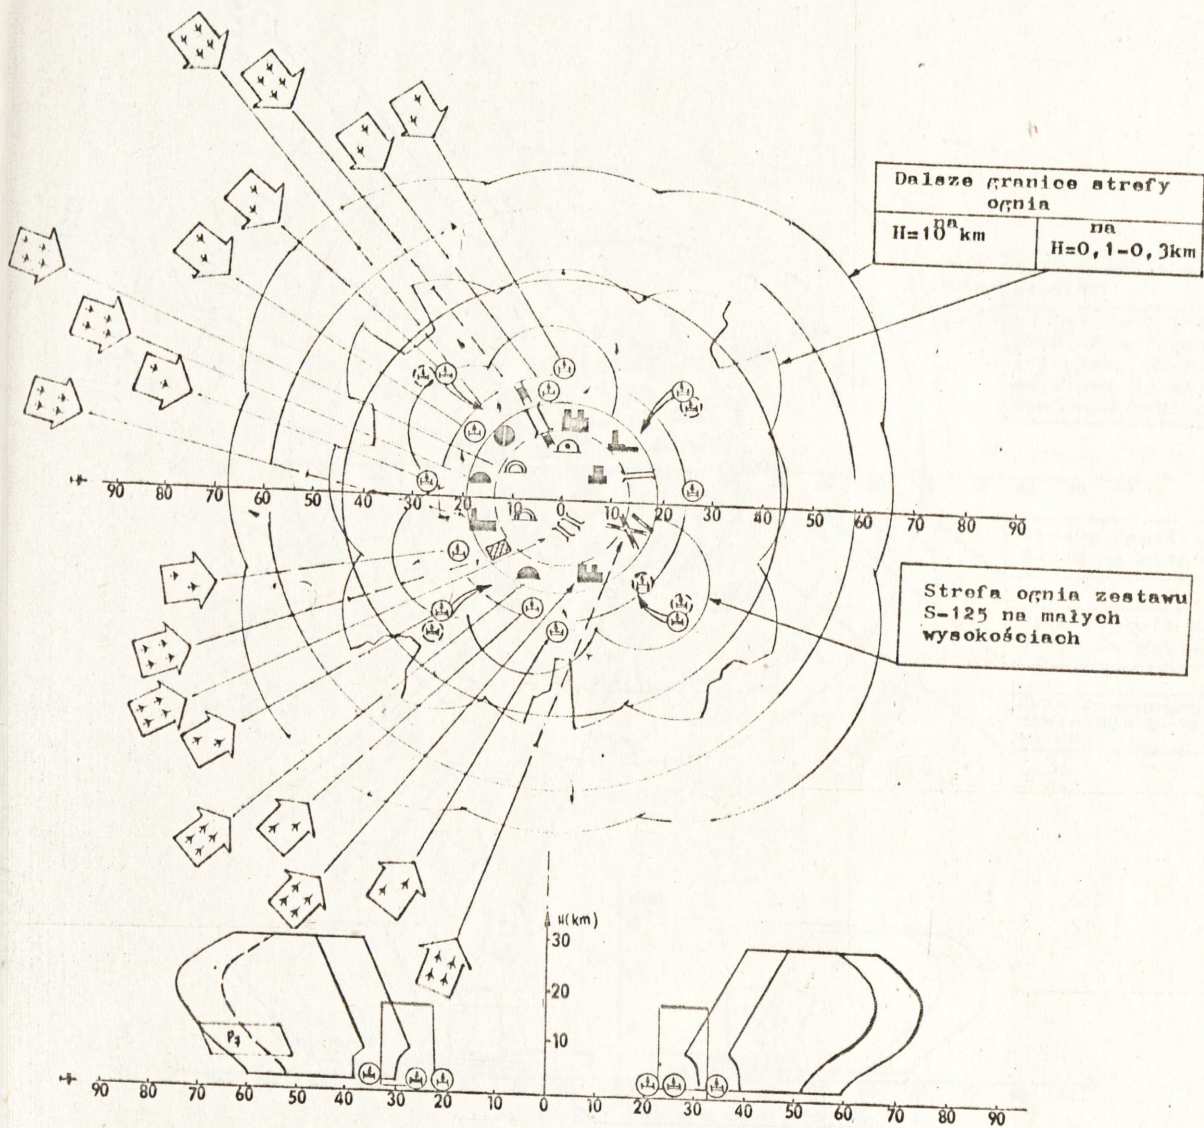 Dalsze granice strefy
ognia
na
H=10 km
na
H=0,1-0,3km
90 80 70 60 50 40 30 20 10 0 10 20 30 40 50 60 70 80 90
Strefa ognia zestawu
S-125 na małych
wysokościach
H(km)
30
20
10
P7
90 80 70 60 50 40 30 20 10 0 10 20 30 40 50 60 70 80 90